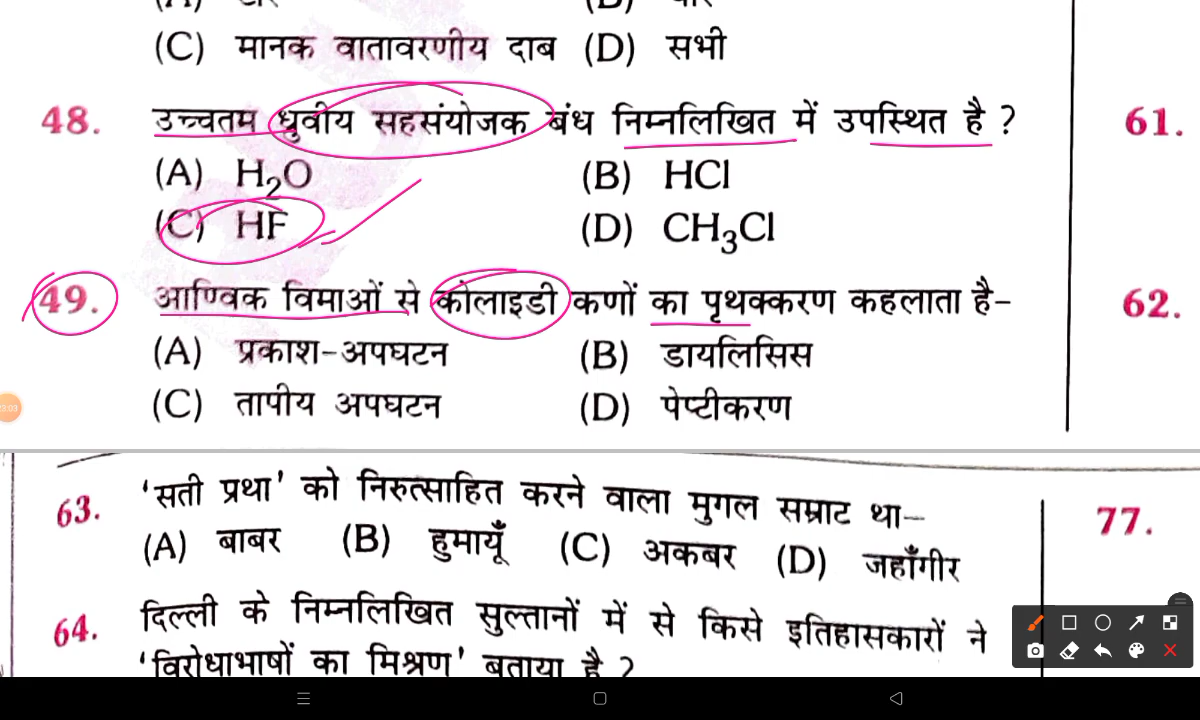 (C) मानक वातावरणीय दाब (D) सभी
48. उच्चतम ध्रुवीय सहसंयोजक बंध निम्नलिखित में उपस्थित है ?
(A) H₂O (B) HCl
(C) HF (D) CH₃Cl
49. आण्विक विमाओं से कोलाइडी कणों का पृथक्करण कहलाता है–
(A) प्रकाश-अपघटन (B) डायलिसिस
(C) तापीय अपघटन (D) पेप्टीकरण
61.
62.
63. 'सती प्रथा' को निरुत्साहित करने वाला मुगल सम्राट था–
(A) बाबर (B) हुमायूँ (C) अकबर (D) जहाँगीर
64. दिल्ली के निम्नलिखित सुल्तानों में से किसे इतिहासकारों ने
'विरोधाभाषों का मिश्रण' बताया है ?
77.